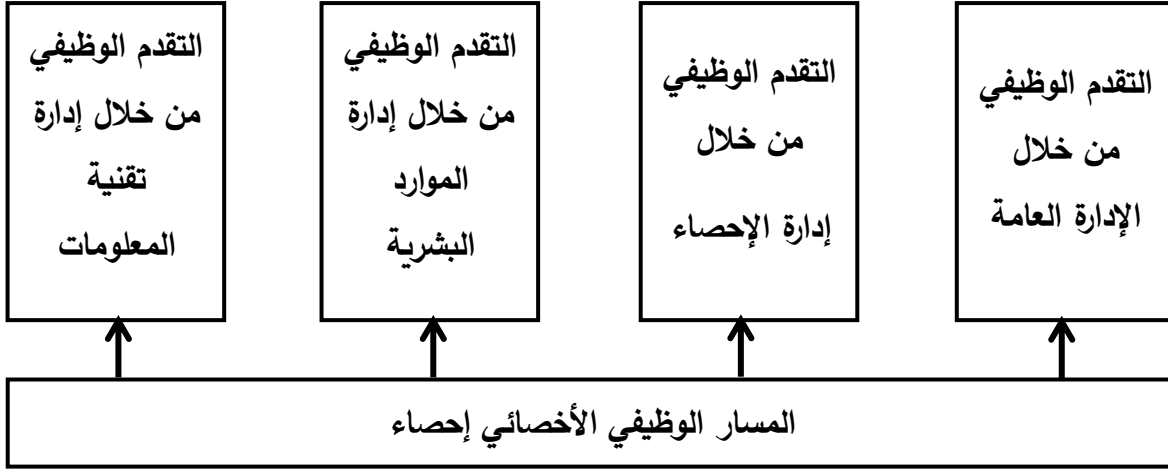 التقدم الوظيفي
من خلال
الإدارة العامة
التقدم الوظيفي
من خلال
إدارة الإحصاء
التقدم الوظيفي
من خلال إدارة
الموارد
البشرية
التقدم الوظيفي
من خلال إدارة
تقنية
المعلومات
المسار الوظيفي الأخصائي إحصاء